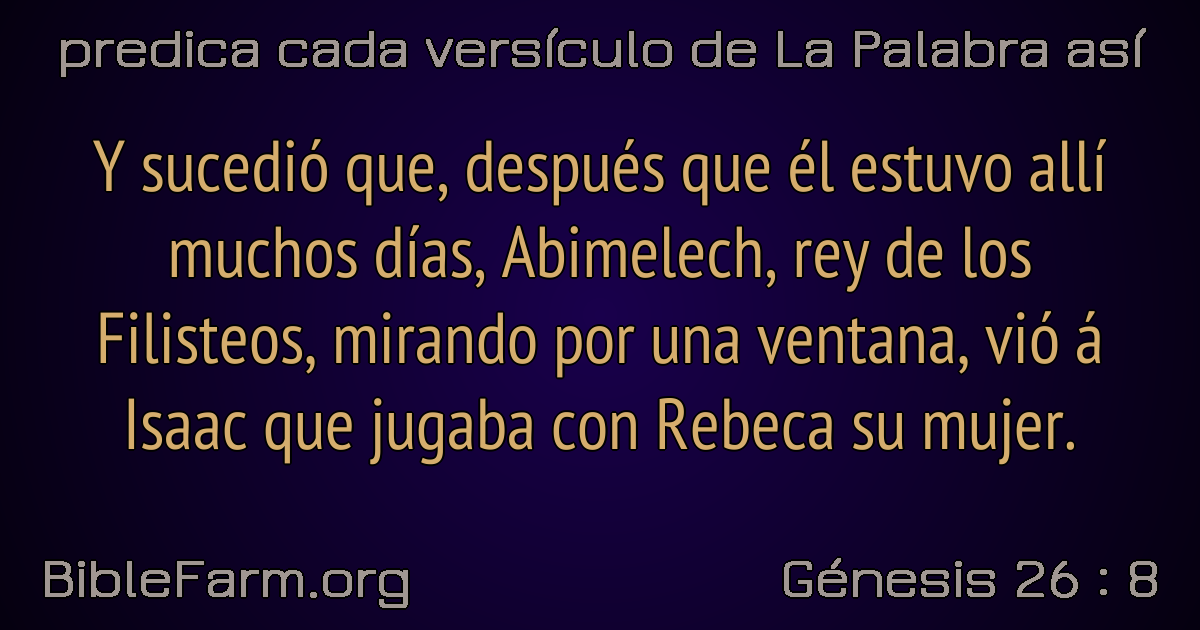 predica cada versículo de La Palabra así
Y sucedió que, después que él estuvo allí
muchos días, Abimelech, rey de los
Filisteos, mirando por una ventana, vió á
Isaac que jugaba con Rebeca su mujer.
BibleFarm.org
Génesis 26 : 8